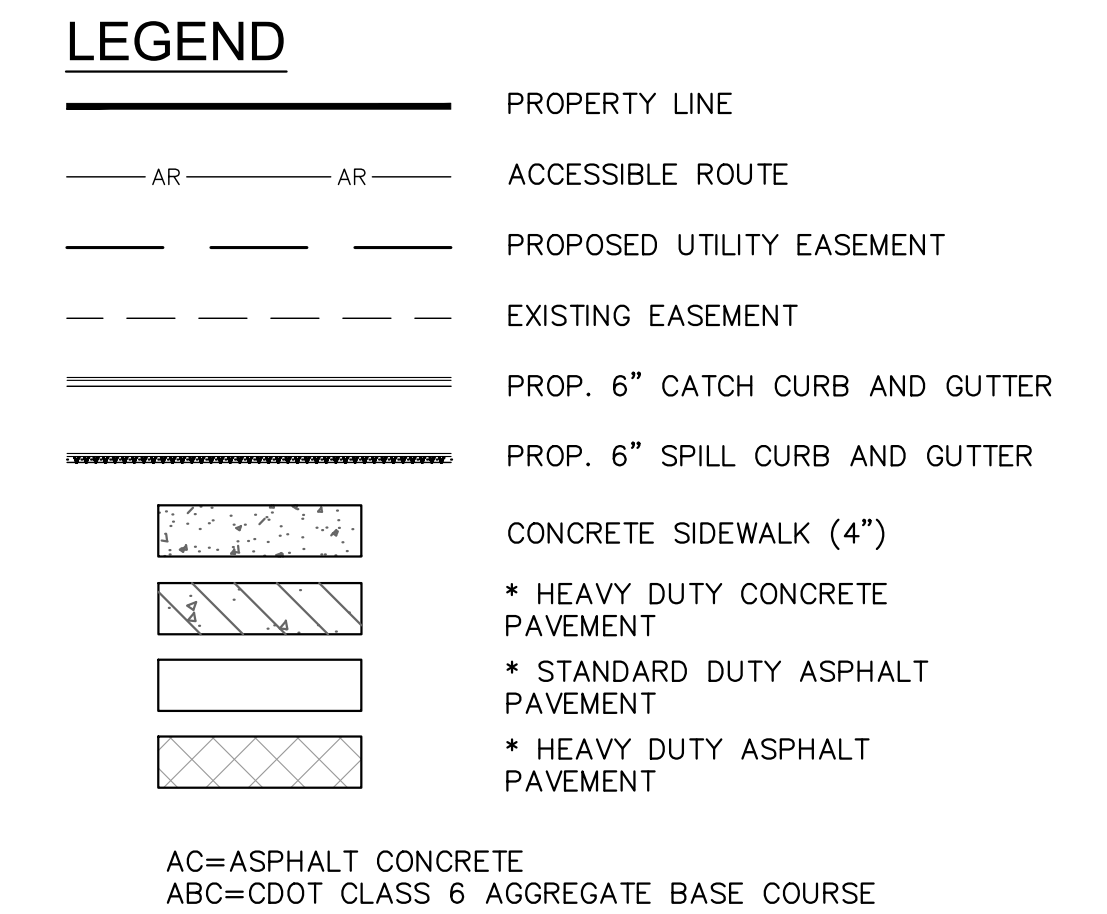 LEGEND
PROPERTY LINE
AR AR
ACCESSIBLE ROUTE
PROPOSED UTILITY EASEMENT
EXISTING EASEMENT
PROP. 6” CATCH CURB AND GUTTER
PROP. 6” SPILL CURB AND GUTTER
CONCRETE SIDEWALK (4”)
* HEAVY DUTY CONCRETE
PAVEMENT
* STANDARD DUTY ASPHALT
PAVEMENT
* HEAVY DUTY ASPHALT
PAVEMENT
AC=ASPHALT CONCRETE
ABC=CDOT CLASS 6 AGGREGATE BASE COURSE